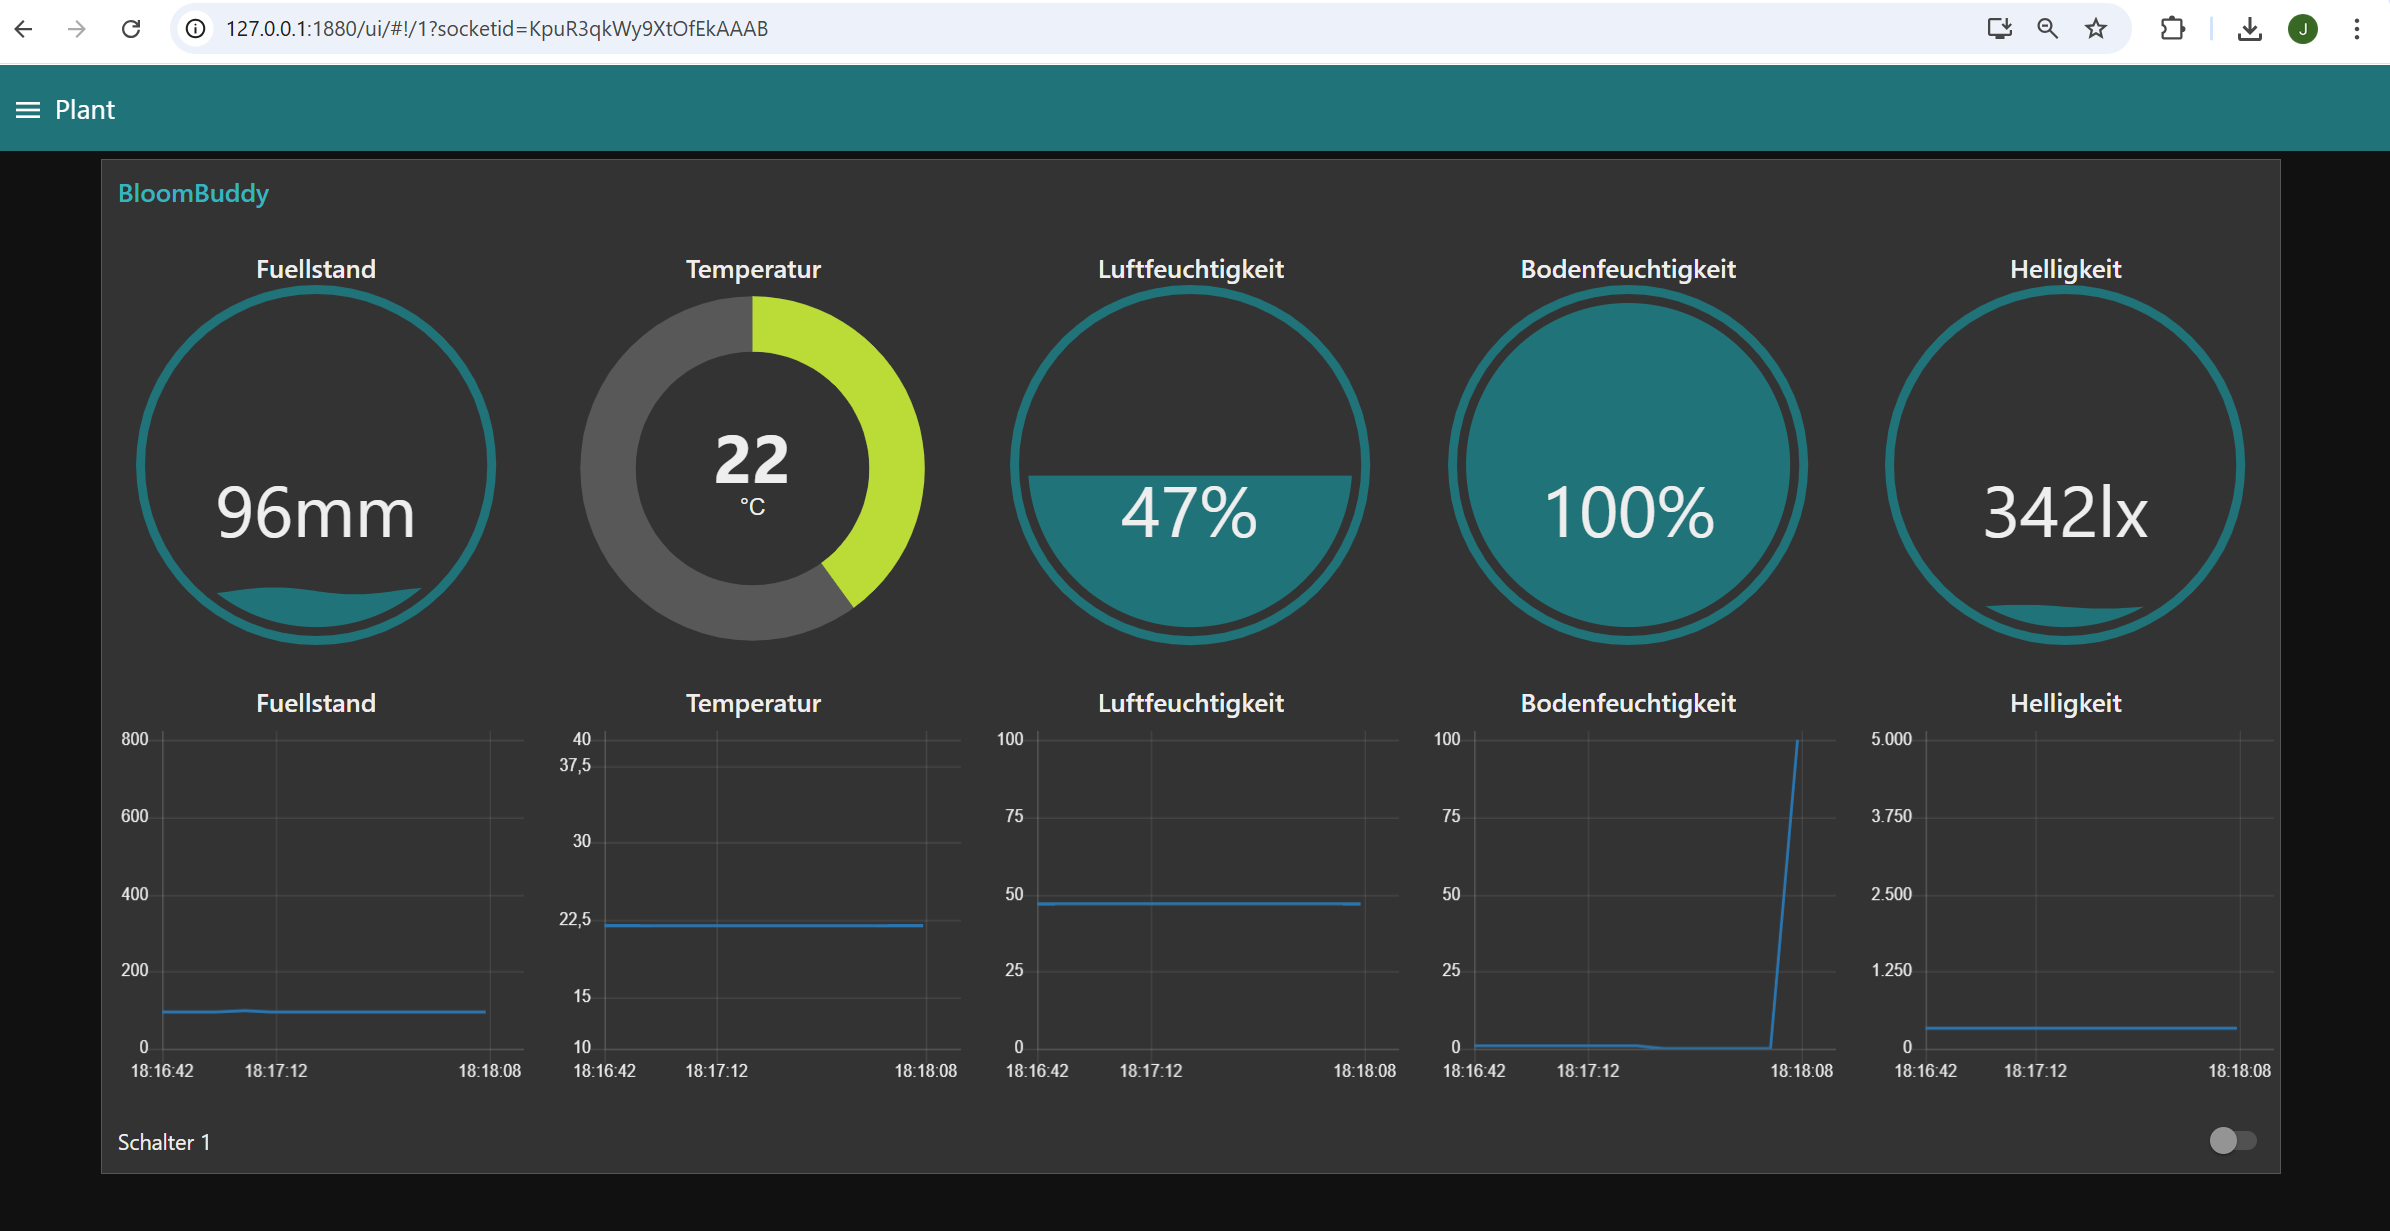 127.0.0.1:1880/ui/#!/1?socketid=KpuR3qkWy9XtOfEkAAAB
J
Plant
BloomBuddy
Fuellstand
Temperatur
Luftfeuchtigkeit
Bodenfeuchtigkeit
Helligkeit
96mm
22
°C
47%
100%
342lx
Fuellstand
800
600
400
200
0
18:16:42 18:17:12 18:18:08
Temperatur
40
37,5
30
22,5
15
10
18:16:42 18:17:12 18:18:08
Luftfeuchtigkeit
100
75
50
25
0
18:16:42 18:17:12 18:18:08
Bodenfeuchtigkeit
100
75
50
25
0
18:16:42 18:17:12 18:18:08
Helligkeit
5.000
3.750
2.500
1.250
0
18:16:42 18:17:12 18:18:08
Schalter 1